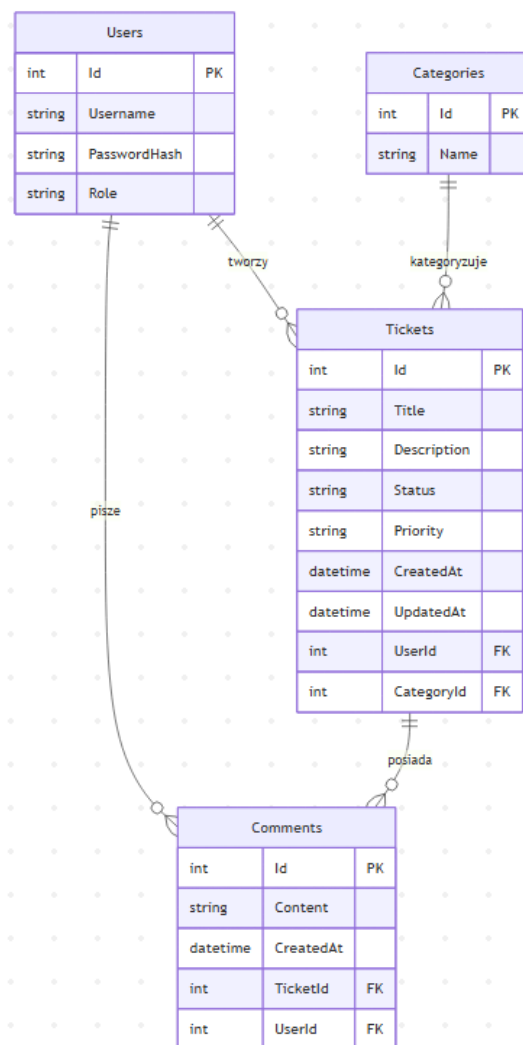 Users
int Id PK
string Username
string PasswordHash
string Role
Categories
int Id PK
string Name
tworzy
kategoryzuje
Tickets
int Id PK
string Title
string Description
string Status
string Priority
datetime CreatedAt
datetime UpdatedAt
int UserId FK
int CategoryId FK
pisze
posiada
Comments
int Id PK
string Content
datetime CreatedAt
int TicketId FK
int UserId FK